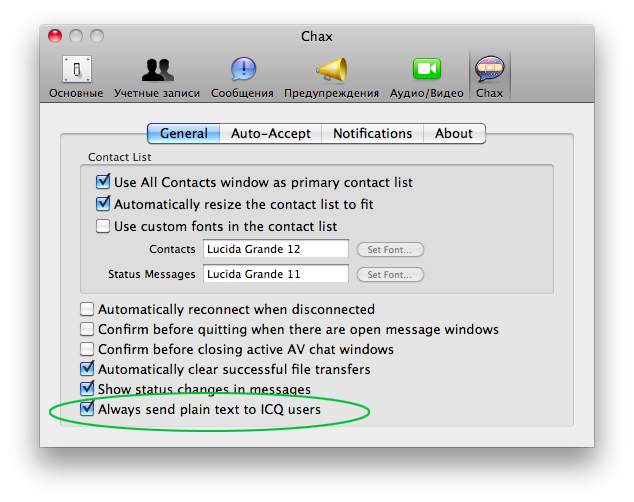 Chax
Основные Учетные записи Сообщения Предупреждения Аудио/Видео Chax
General Auto-Accept Notifications About
Contact List
Use All Contacts window as primary contact list
Automatically resize the contact list to fit
Use custom fonts in the contact list
Contacts Lucida Grande 12 Set Font...
Status Messages Lucida Grande 11 Set Font...
Automatically reconnect when disconnected
Confirm before quitting when there are open message windows
Confirm before closing active AV chat windows
Automatically clear successful file transfers
Show status changes in messages
Always send plain text to ICQ users